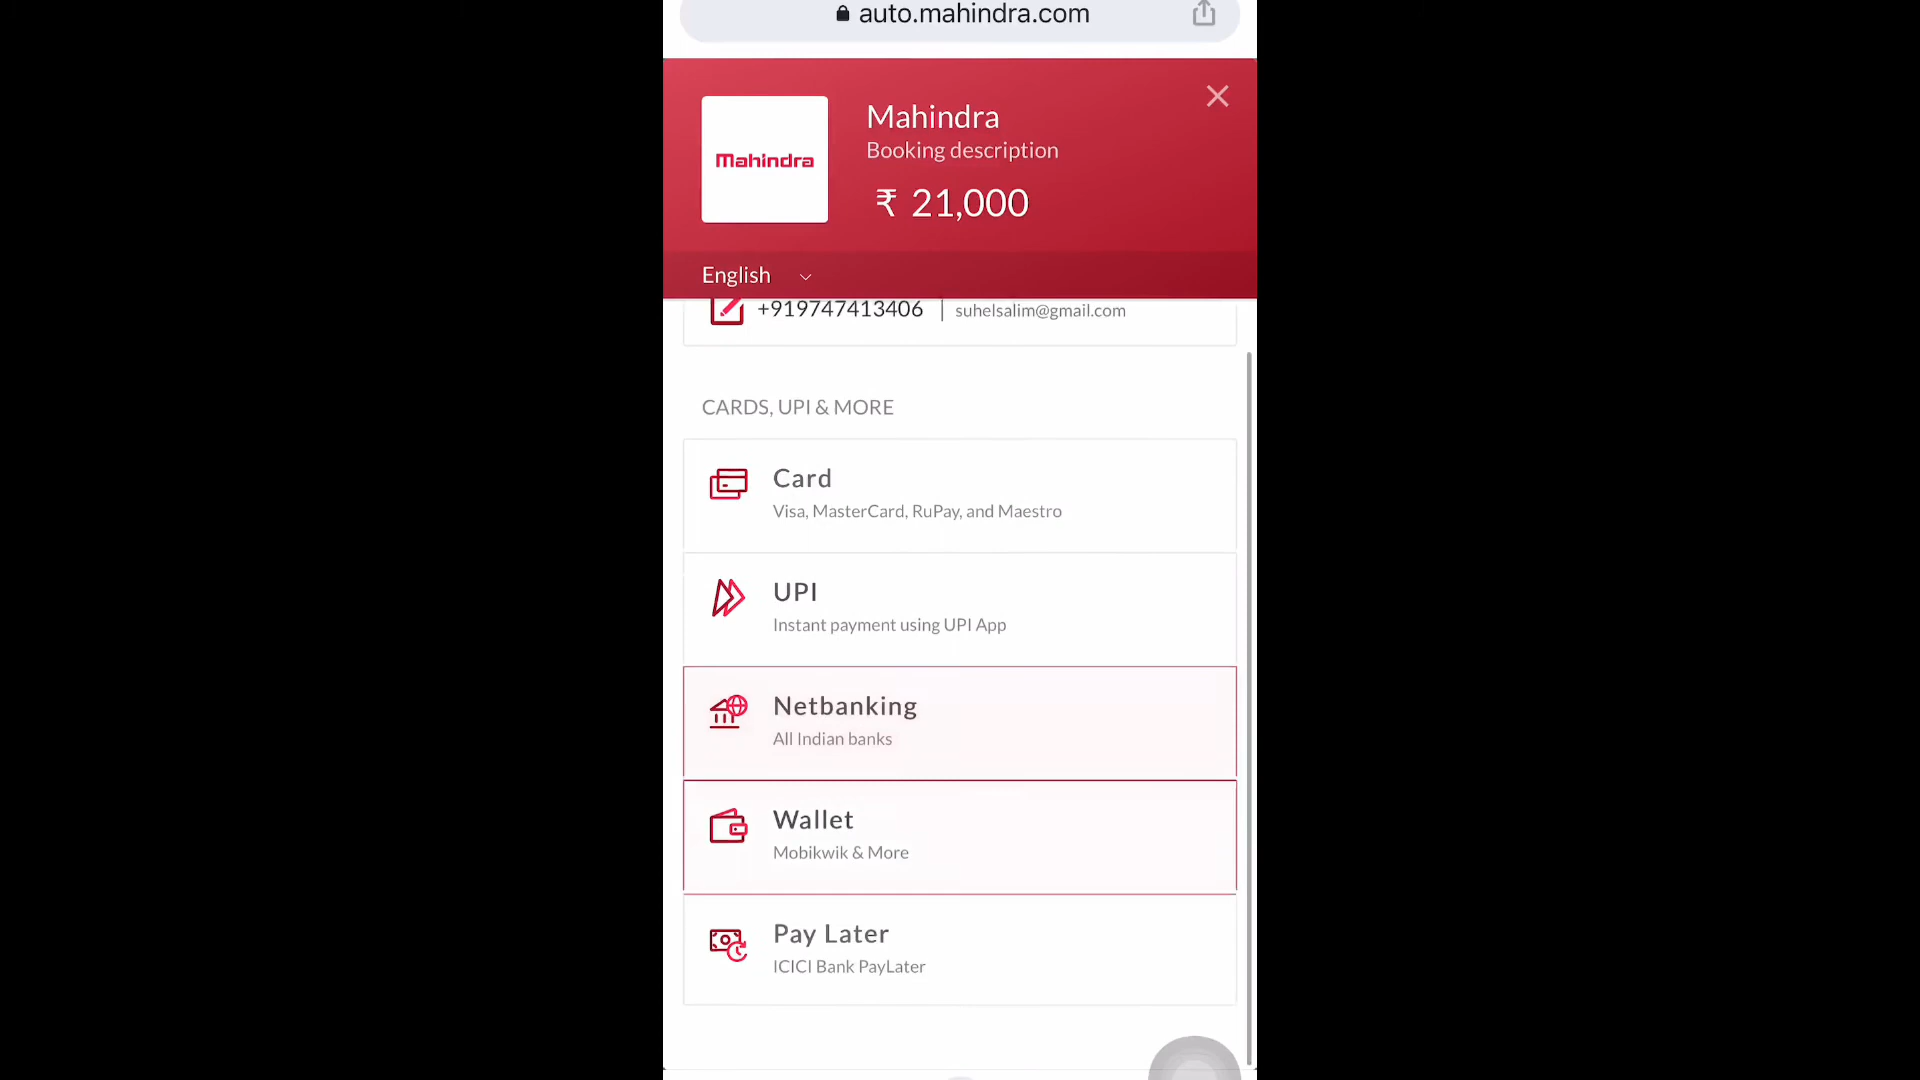 auto.mahindra.com
mahindra
Mahindra
Booking description
₹ 21,000
English
+919747413406 | suhelsalim@gmail.com
CARDS, UPI & MORE
Card
Visa, MasterCard, RuPay, and Maestro
UPI
Instant payment using UPI App
Netbanking
All Indian banks
Wallet
Mobikwik & More
Pay Later
ICICI Bank PayLater